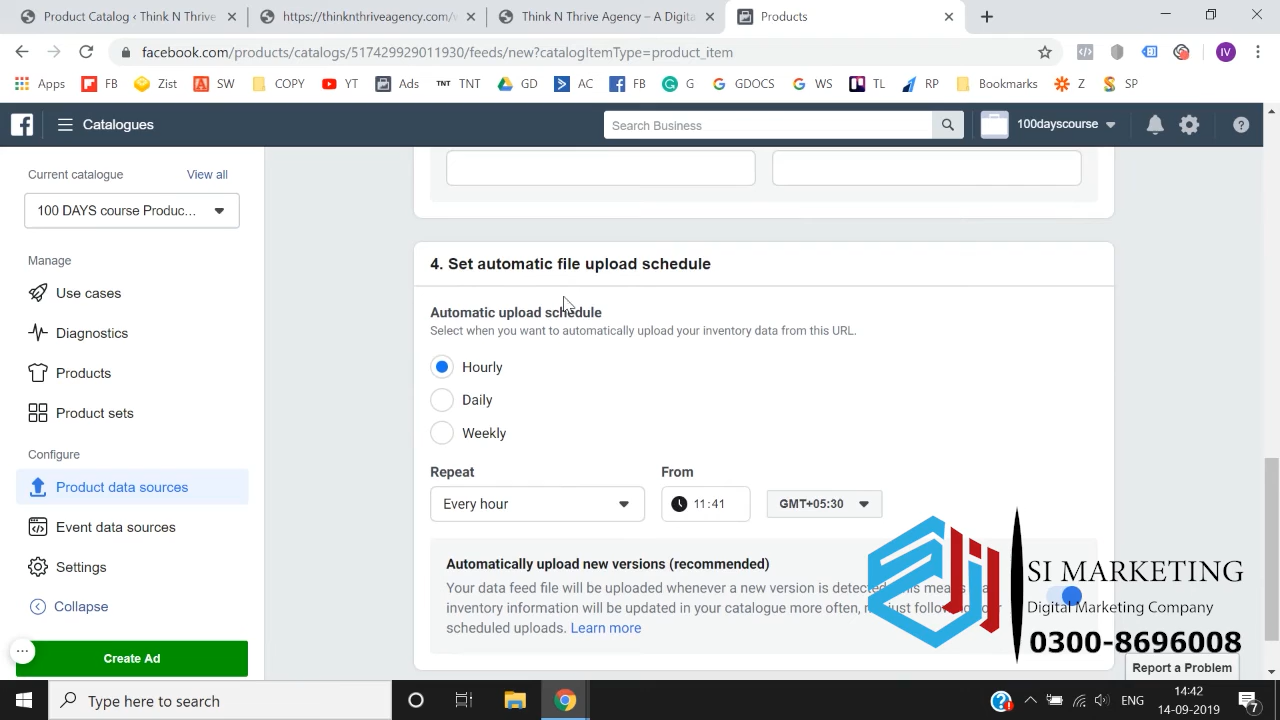 Product Catalog ‹ Think N Thrive
https://thinknthriveagency.com/
Think N Thrive Agency – A Digita
Products
facebook.com/products/catalogs/517429929011930/feeds/new?catalogItemType=product_item
IV
Apps
FB
Zist
SW
COPY
YT
Ads
TNT TNT
GD
AC
FB
G
GDOCS
WS
TL
RP
Bookmarks
Z
SP
Catalogues
Search Business
100dayscourse
Current catalogue
View all
100 DAYS course Produc...
Manage
Use cases
Diagnostics
Products
Product sets
Configure
Product data sources
Event data sources
Settings
Collapse
Create Ad
4. Set automatic file upload schedule
Automatic upload schedule
Select when you want to automatically upload your inventory data from this URL.
Hourly
Daily
Weekly
Repeat
From
Every hour
11:41
GMT+05:30
Automatically upload new versions (recommended)
Your data feed file will be uploaded whenever a new version is detected. This means
inventory information will be updated in your catalogue more often, not just
scheduled uploads. Learn more
SI MARKETING
Digital Marketing Company
0300-8696008
Report a Problem
Type here to search
ENG
14:42
14-09-2019
7